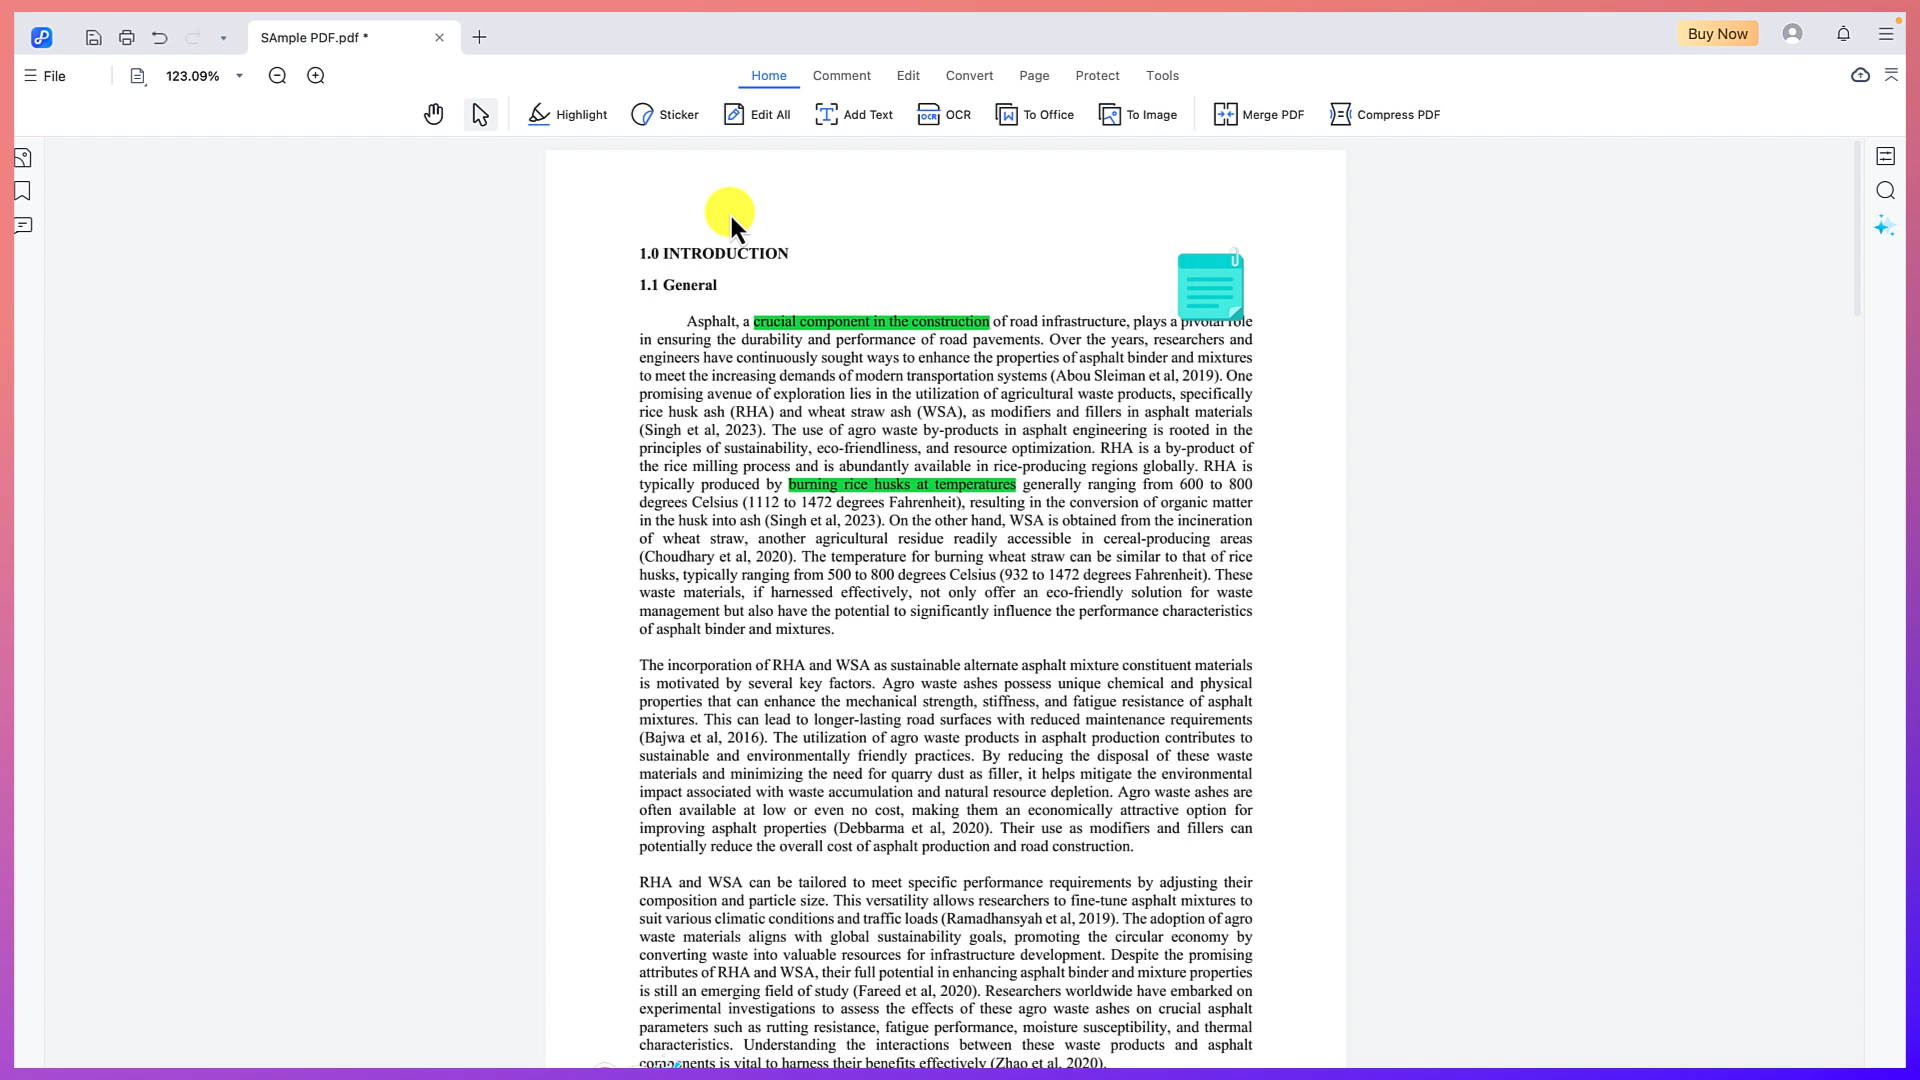 SAmple PDF.pdf *
Buy Now
File
123.09%
Home
Comment
Edit
Convert
Page
Protect
Tools
Highlight
Sticker
Edit All
Add Text
OCR
To Office
To Image
Merge PDF
Compress PDF
1.0 INTRODUCTION
1.1 General
Asphalt, a crucial component in the construction of road infrastructure, plays a pivotal role
in ensuring the durability and performance of road pavements. Over the years, researchers and
engineers have continuously sought ways to enhance the properties of asphalt binder and mixtures
to meet the increasing demands of modern transportation systems (Abou Sleiman et al, 2019). One
promising avenue of exploration lies in the utilization of agricultural waste products, specifically
rice husk ash (RHA) and wheat straw ash (WSA), as modifiers and fillers in asphalt materials
(Singh et al, 2023). The use of agro waste by-products in asphalt engineering is rooted in the
principles of sustainability, eco-friendliness, and resource optimization. RHA is a by-product of
the rice milling process and is abundantly available in rice-producing regions globally. RHA is
typically produced by burning rice husks at temperatures generally ranging from 600 to 800
degrees Celsius (1112 to 1472 degrees Fahrenheit), resulting in the conversion of organic matter
in the husk into ash (Singh et al, 2023). On the other hand, WSA is obtained from the incineration
of wheat straw, another agricultural residue readily accessible in cereal-producing areas
(Choudhary et al, 2020). The temperature for burning wheat straw can be similar to that of rice
husks, typically ranging from 500 to 800 degrees Celsius (932 to 1472 degrees Fahrenheit). These
waste materials, if harnessed effectively, not only offer an eco-friendly solution for waste
management but also have the potential to significantly influence the performance characteristics
of asphalt binder and mixtures.
The incorporation of RHA and WSA as sustainable alternate asphalt mixture constituent materials
is motivated by several key factors. Agro waste ashes possess unique chemical and physical
properties that can enhance the mechanical strength, stiffness, and fatigue resistance of asphalt
mixtures. This can lead to longer-lasting road surfaces with reduced maintenance requirements
(Bajwa et al, 2016). The utilization of agro waste products in asphalt production contributes to
sustainable and environmentally friendly practices. By reducing the disposal of these waste
materials and minimizing the need for quarry dust as filler, it helps mitigate the environmental
impact associated with waste accumulation and natural resource depletion. Agro waste ashes are
often available at low or even no cost, making them an economically attractive option for
improving asphalt properties (Debbarma et al, 2020). Their use as modifiers and fillers can
potentially reduce the overall cost of asphalt production and road construction.
RHA and WSA can be tailored to meet specific performance requirements by adjusting their
composition and particle size. This versatility allows researchers to fine-tune asphalt mixtures to
suit various climatic conditions and traffic loads (Ramadhansyah et al, 2019). The adoption of agro
waste materials aligns with global sustainability goals, promoting the circular economy by
converting waste into valuable resources for infrastructure development. Despite the promising
attributes of RHA and WSA, their full potential in enhancing asphalt binder and mixture properties
is still an emerging field of study (Fareed et al, 2020). Researchers worldwide have embarked on
experimental investigations to assess the effects of these agro waste ashes on crucial asphalt
parameters such as rutting resistance, fatigue performance, moisture susceptibility, and thermal
characteristics. Understanding the interactions between these waste products and asphalt
components is vital to harness their benefits effectively (Zhao et al, 2020).